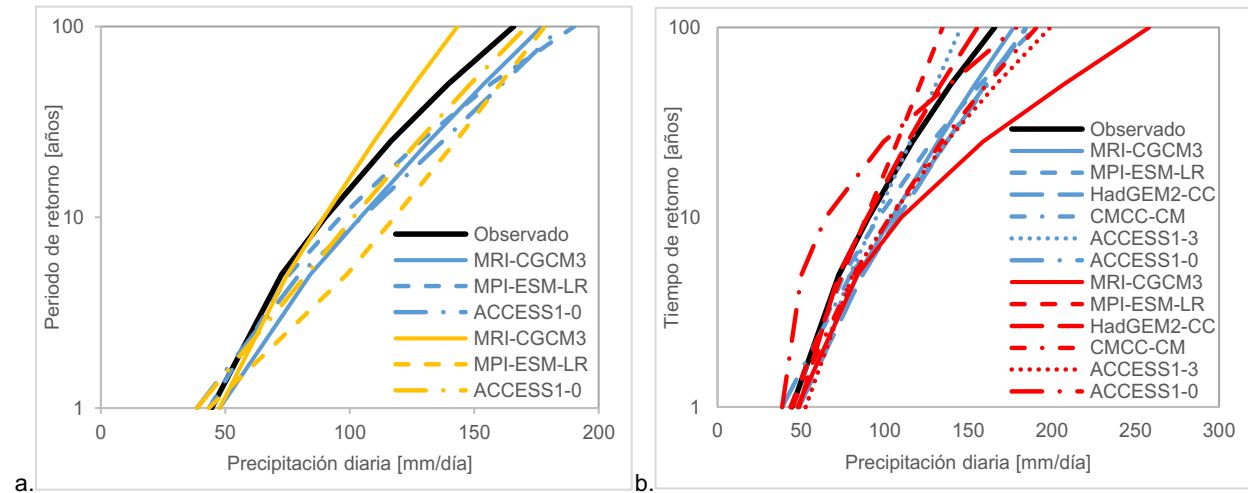 100
10
1
Periodo de retorno [años]
0
50
100
150
200
Precipitación diaria [mm/día]
Observado
MRI-CGCM3
MPI-ESM-LR
ACCESS1-0
MRI-CGCM3
MPI-ESM-LR
ACCESS1-0
a.
100
10
1
Tiempo de retorno [años]
0
50
100
150
200
250
300
Precipitación diaria [mm/día]
Observado
MRI-CGCM3
MPI-ESM-LR
HadGEM2-CC
CMCC-CM
ACCESS1-3
ACCESS1-0
MRI-CGCM3
MPI-ESM-LR
HadGEM2-CC
CMCC-CM
ACCESS1-3
ACCESS1-0
b.